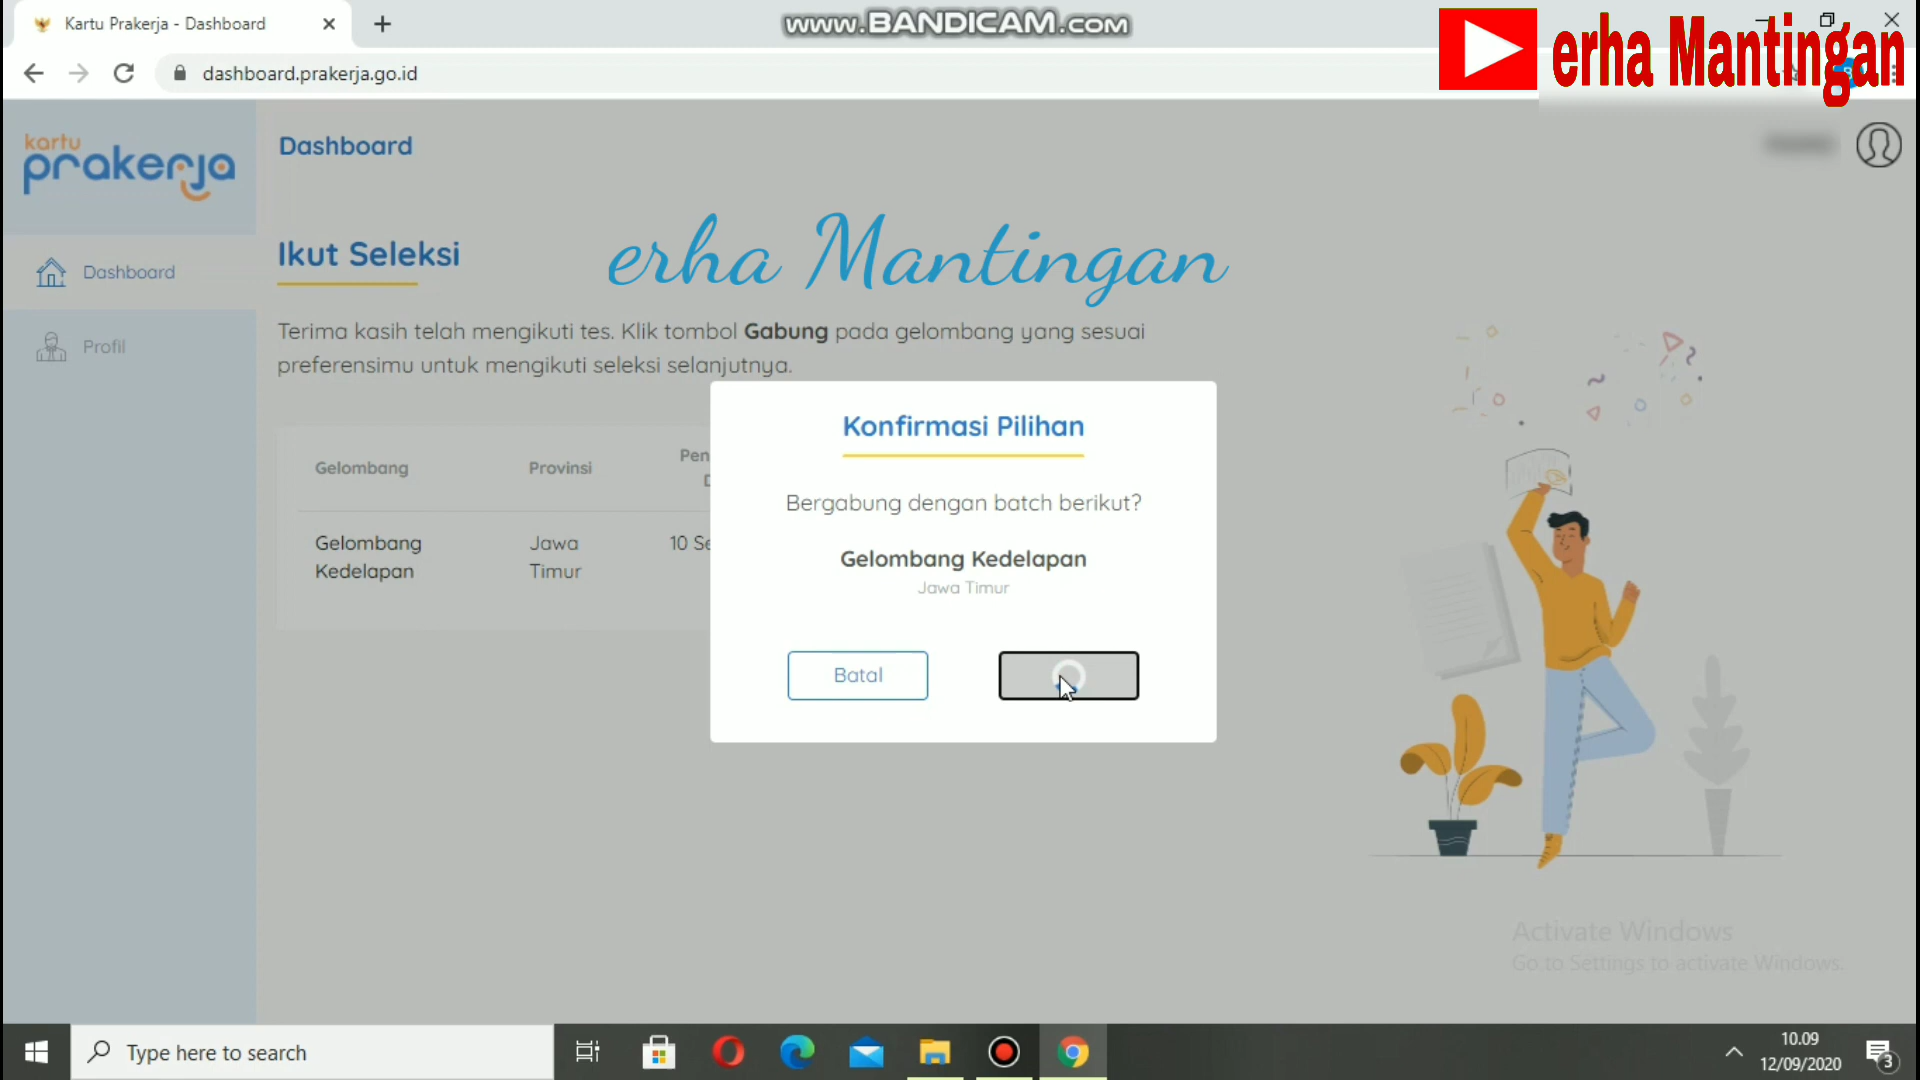 Kartu Prakerja - Dashboard
www.BANDICAM.com
dashboard.prakerja.go.id
erha Mantingan
kartu
prakerja
Dashboard
Dashboard
Profil
Ikut Seleksi
erha Mantingan
Terima kasih telah mengikuti tes. Klik tombol Gabung pada gelombang yang sesuai
preferensimu untuk mengikuti seleksi selanjutnya.
Gelombang
Provinsi
Gelombang
Kedelapan
Jawa
Timur
10
Konfirmasi Pilihan
Bergabung dengan batch berikut?
Gelombang Kedelapan
Jawa Timur
Batal
Activate Windows
Go to Settings to activate Windows.
Type here to search
10.09
12/09/2020
3